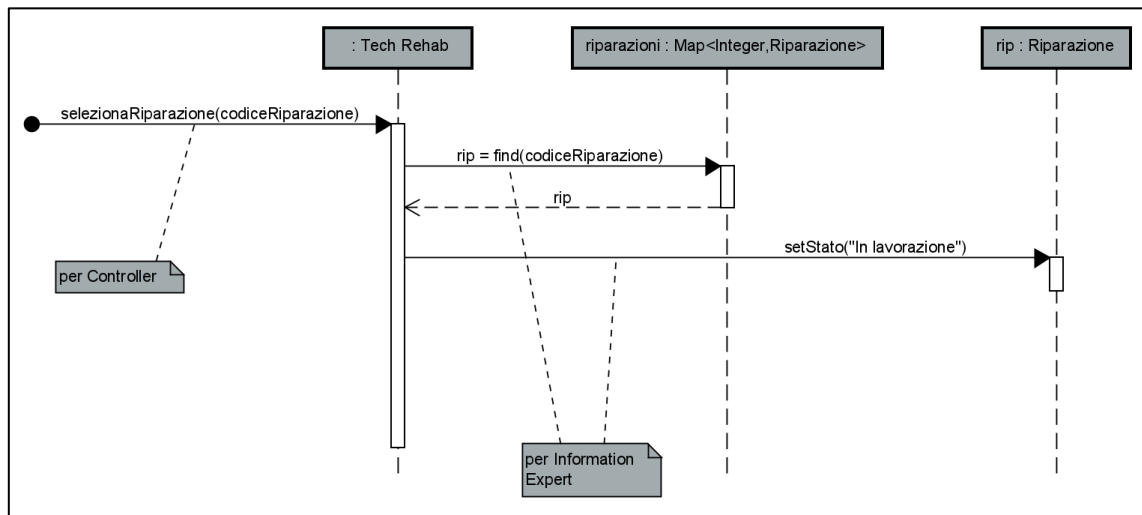 : Tech Rehab
riparazioni : Map<Integer,Riparazione>
rip : Riparazione
selezionaRiparazione(codiceRiparazione)
rip = find(codiceRiparazione)
rip
setStato("In lavorazione")
per Controller
per Information
Expert